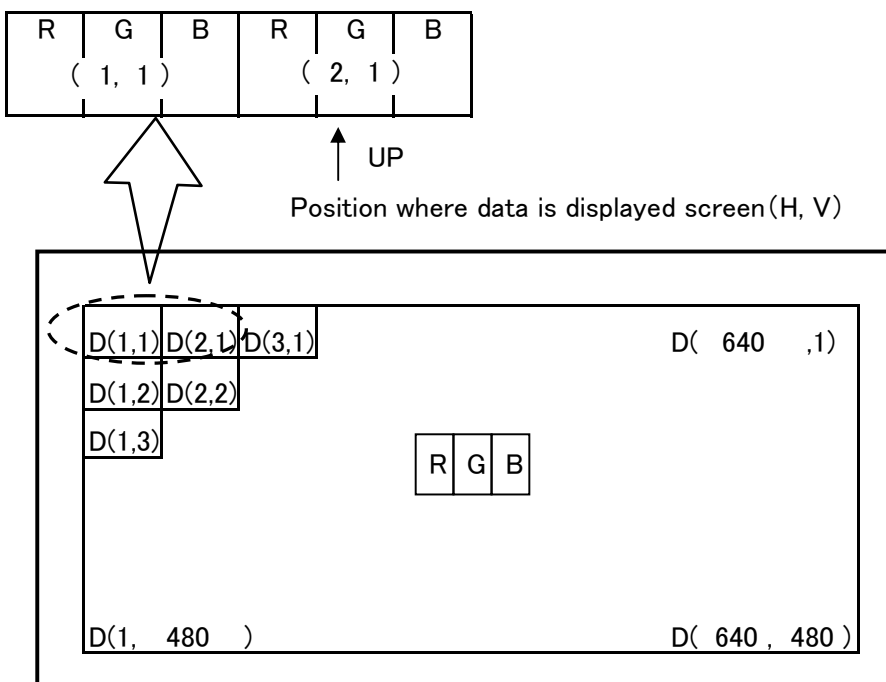 R G B R G B
( 1, 1 ) ( 2, 1 )
UP
Position where data is displayed screen(H, V)
D(1,1) D(2,1) D(3,1) D( 640 ,1)
D(1,2) D(2,2)
D(1,3)
R G B
D(1, 480 ) D( 640 , 480 )